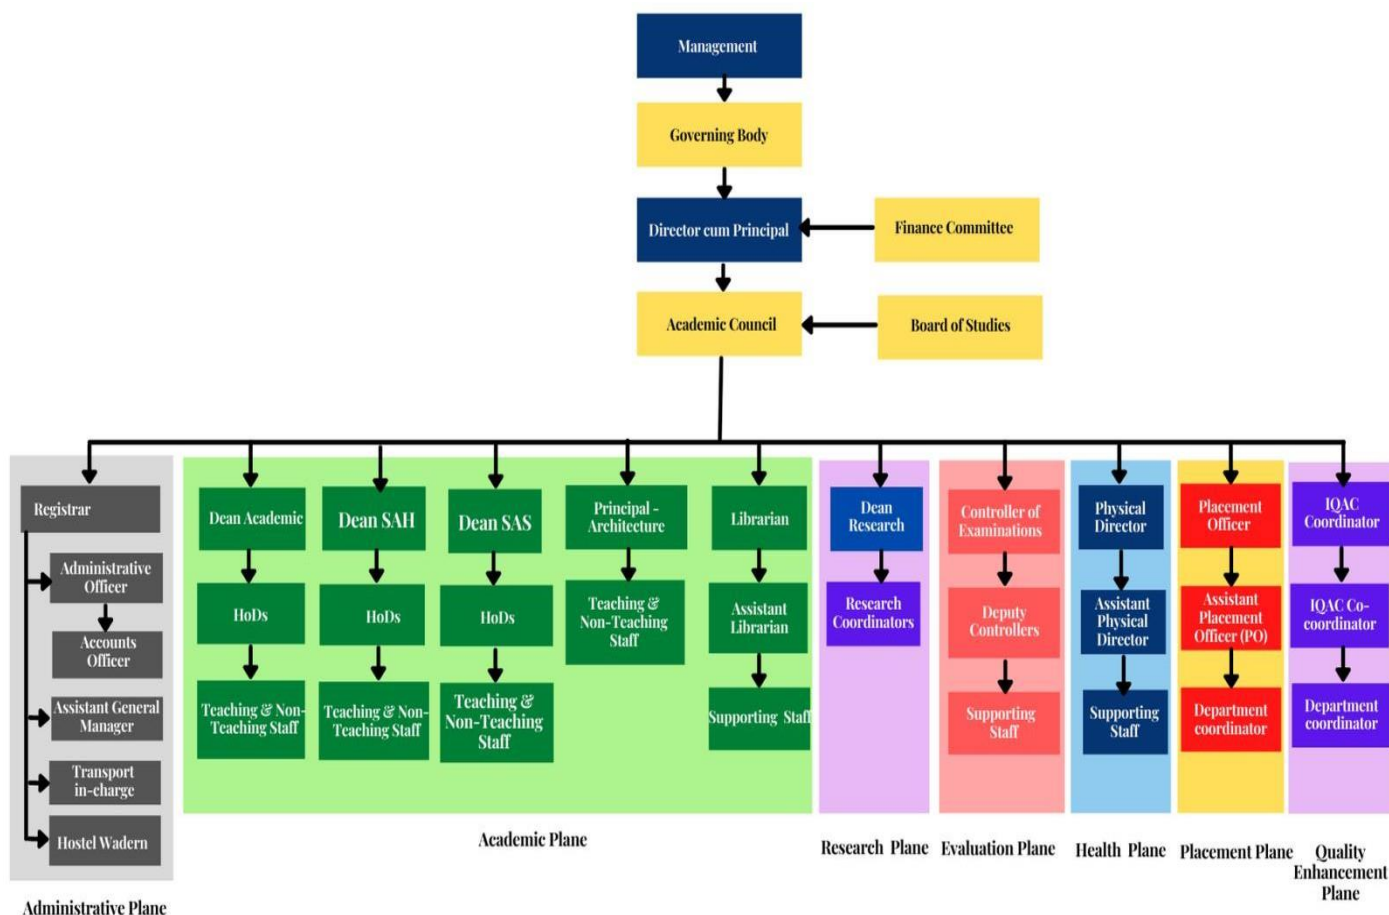 Management
Governing Body
Director cum Principal
Finance Committee
Academic Council
Board of Studies
Registrar
Administrative
Officer
Accounts
Officer
Assistant General
Manager
Transport
in-charge
Hostel Wadern
Administrative Plane
Dean Academic
HoDs
Teaching & Non-
Teaching Staff
Dean SAH
HoDs
Teaching & Non-
Teaching Staff
Dean SAS
HoDs
Teaching &
Non-Teaching
Staff
Principal -
Architecture
Teaching &
Non-Teaching
Staff
Librarian
Assistant
Librarian
Supporting Staff
Academic Plane
Dean
Research
Research
Coordinators
Research Plane
Controller of
Examinations
Deputy
Controllers
Supporting
Staff
Evaluation Plane
Physical
Director
Assistant
Physical
Director
Supporting
Staff
Health Plane
Placement
Officer
Assistant
Placement
Officer (PO)
Department
coordinator
Placement Plane
IQAC
Coordinator
IQAC Co-
coordinator
Department
coordinator
Quality
Enhancement
Plane